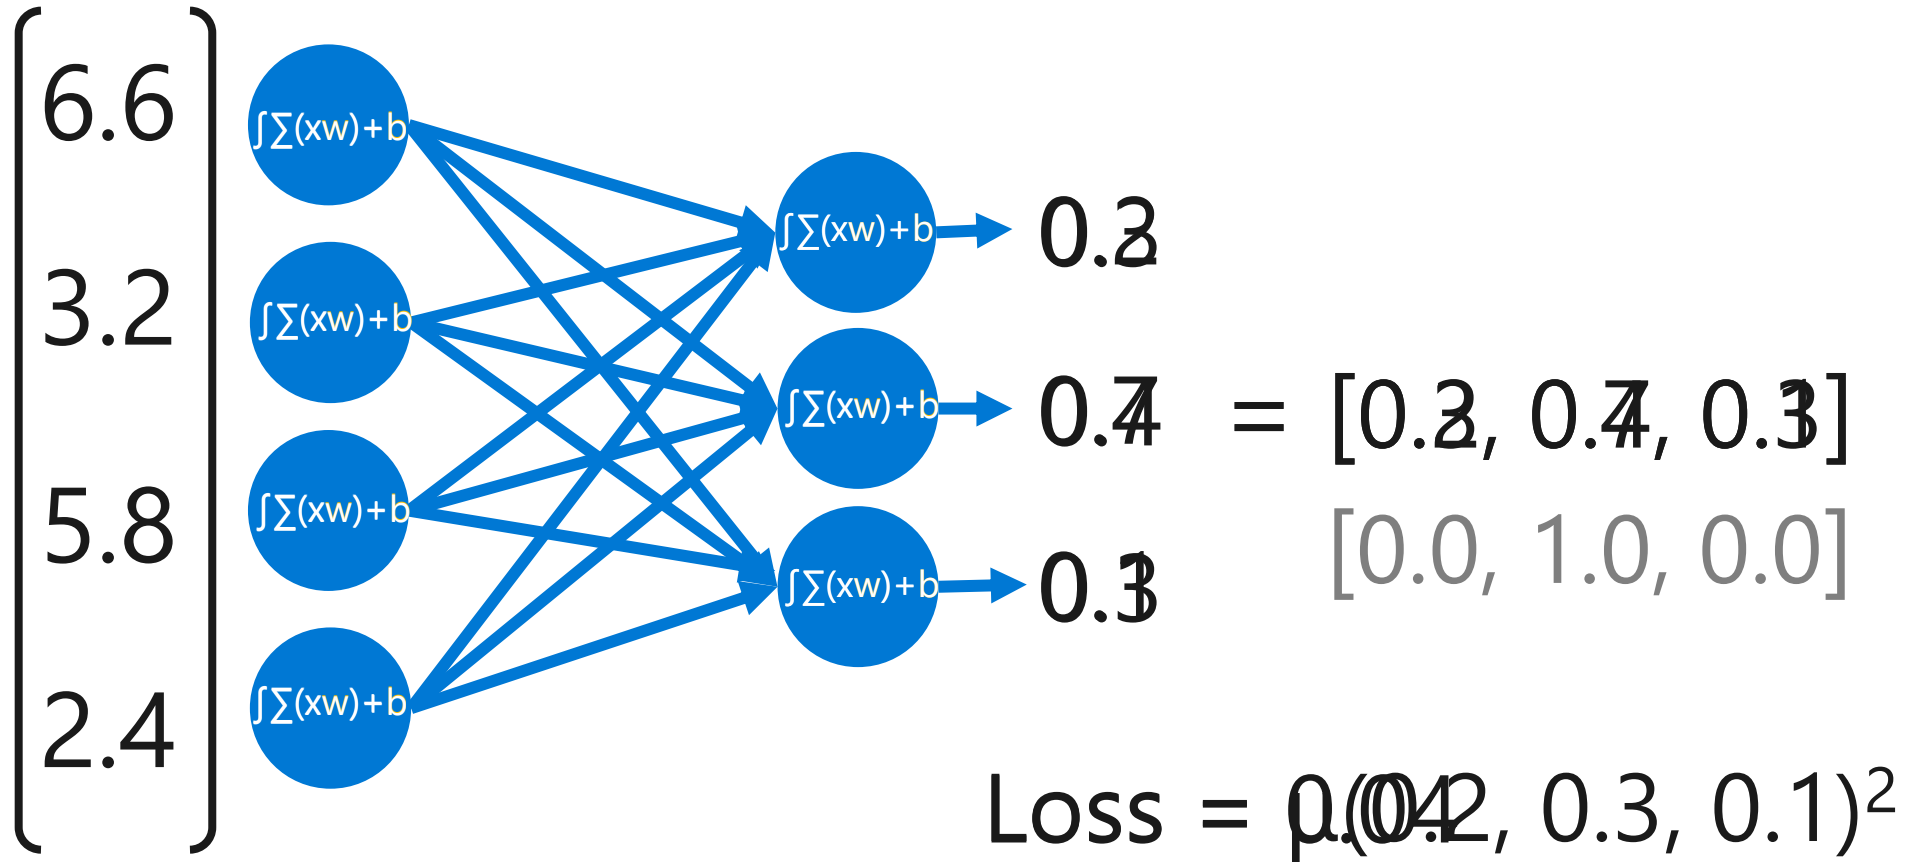 6.6
3.2
5.8
2.4
∫∑(xw)+b
∫∑(xw)+b
∫∑(xw)+b
∫∑(xw)+b
∫∑(xw)+b
∫∑(xw)+b
∫∑(xw)+b
= [
[0.0, 1.0, 0.0]
Loss = 0.2, 0.3, 0.1)²